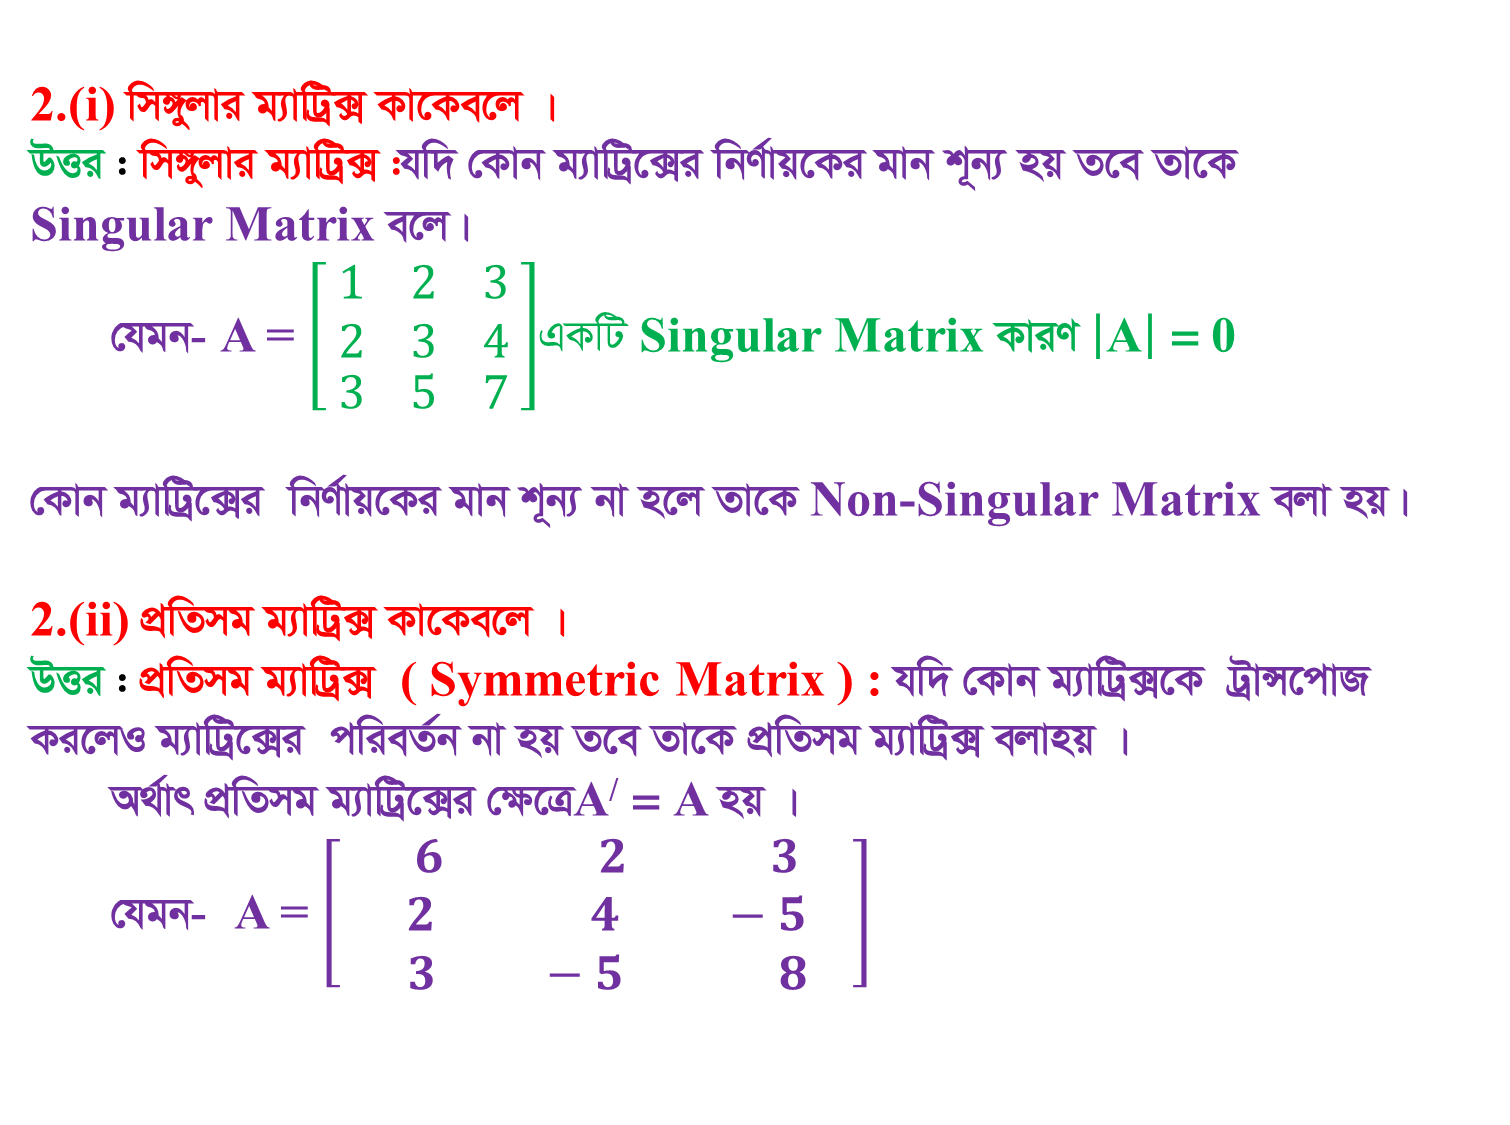 2.(i) সিঙ্গুলার ম্যাট্রিক্স কাকেবলে ।
উত্তর : সিঙ্গুলার ম্যাট্রিক্স :যদি কোন ম্যাট্রিক্সের নির্ণায়কের মান শূন্য হয় তবে তাকে
Singular Matrix বলে।
যেমন- A = [1 2 3
2 3 4
3 5 7] একটি Singular Matrix কারণ |A| = 0
কোন ম্যাট্রিক্সের নির্ণায়কের মান শূন্য না হলে তাকে Non-Singular Matrix বলা হয়।
2.(ii) প্রতিসম ম্যাট্রিক্স কাকেবলে ।
উত্তর : প্রতিসম ম্যাট্রিক্স ( Symmetric Matrix ) : যদি কোন ম্যাট্রিক্সকে ট্রান্সপোজ
করলেও ম্যাট্রিক্সের পরিবর্তন না হয় তবে তাকে প্রতিসম ম্যাট্রিক্স বলাহয় ।
অর্থাৎ প্রতিসম ম্যাট্রিক্সের ক্ষেত্রেA/ = A হয় ।
যেমন- A = [6 2 3
2 4 − 5
3 − 5 8]